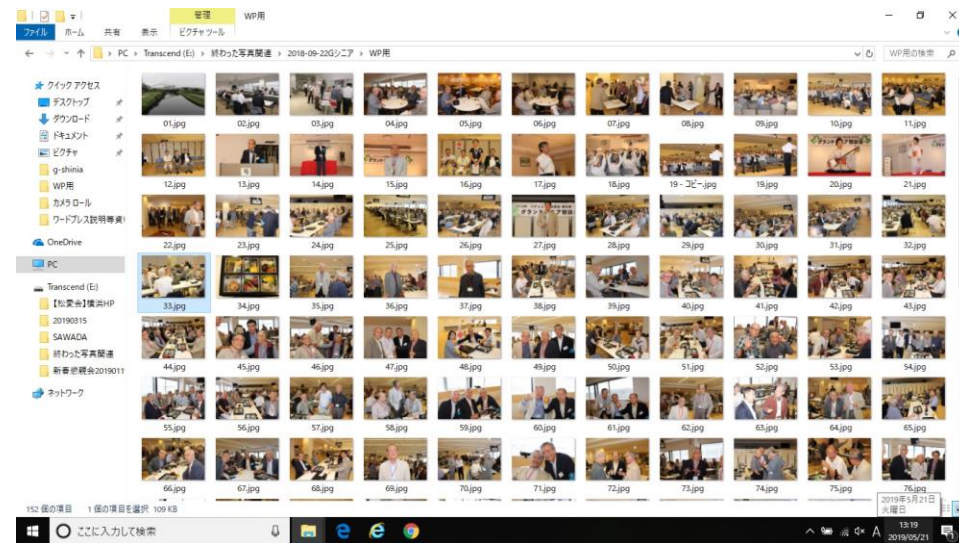 管理
WP用
ファイル ホーム 共有 表示 ピクチャ ツール
PC › Transcend (E:) › 終わった写真関連 › 2018-09-22Gシニア › WP用
WP用の検索
クイック アクセス
デスクトップ
ダウンロード
ドキュメント
ピクチャ
g-shinia
WP用
カメラ ロール
ワードプレス説明等資
OneDrive
PC
Transcend (E:)
【松愛会】横浜HP
20190315
SAWADA
終わった写真関連
新春懇親会2019011
ネットワーク
01.jpg 02.jpg 03.jpg 04.jpg 05.jpg 06.jpg 07.jpg 08.jpg 09.jpg 10.jpg 11.jpg
12.jpg 13.jpg 14.jpg 15.jpg 16.jpg 17.jpg 18.jpg 19 - コピー.jpg 19.jpg 20.jpg 21.jpg
22.jpg 23.jpg 24.jpg 25.jpg 26.jpg 27.jpg 28.jpg 29.jpg 30.jpg 31.jpg 32.jpg
33.jpg 34.jpg 35.jpg 36.jpg 37.jpg 38.jpg 39.jpg 40.jpg 41.jpg 42.jpg 43.jpg
44.jpg 45.jpg 46.jpg 47.jpg 48.jpg 49.jpg 50.jpg 51.jpg 52.jpg 53.jpg 54.jpg
55.jpg 56.jpg 57.jpg 58.jpg 59.jpg 60.jpg 61.jpg 62.jpg 63.jpg 64.jpg 65.jpg
66.jpg 67.jpg 68.jpg 69.jpg 70.jpg 71.jpg 72.jpg 73.jpg 74.jpg 75.jpg 76.jpg
152 個の項目 1 個の項目を選択 109 KB
2019年5月21日
火曜日
ここに入力して検索
A
13:19
2019/05/21